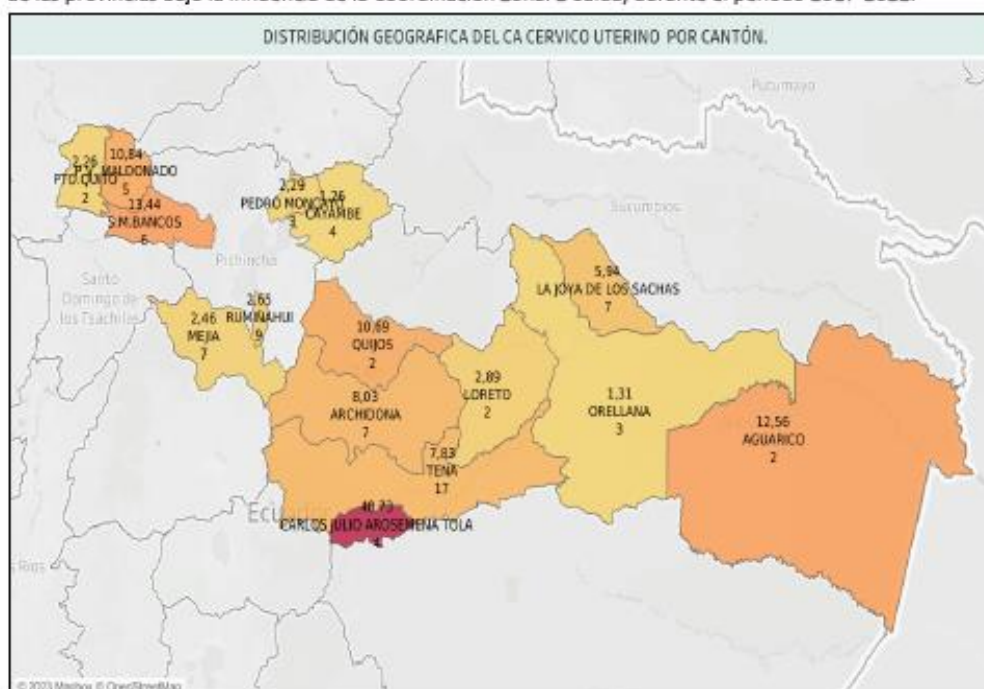 DISTRIBUCIÓN GEOGRAFICA DEL CA CERVICO UTERINO POR CANTÓN.
Putumayo
2,26
PTO.QUITO
2
10,84
P.V. MALDONADO
5
13,44
S.M.BANCOS
6
2,29
PEDRO MONCAYO
3
1,26
CAYAMBE
4
Sucumbíos
Pichincha
Santo
Domingo de
los Tsáchilas
5,94
LA JOYA DE LOS SACHAS
7
2,65
RUMIÑAHUI
9
2,46
MEJIA
7
10,69
QUIJOS
2
2,89
LORETO
2
8,03
ARCHIDONA
7
1,31
ORELLANA
3
12,56
AGUARICO
2
7,83
TENA
17
CARLOS JULIO AROSEMENA TOLA
4
Ríos
© 2023 Mapbox © OpenStreetMap